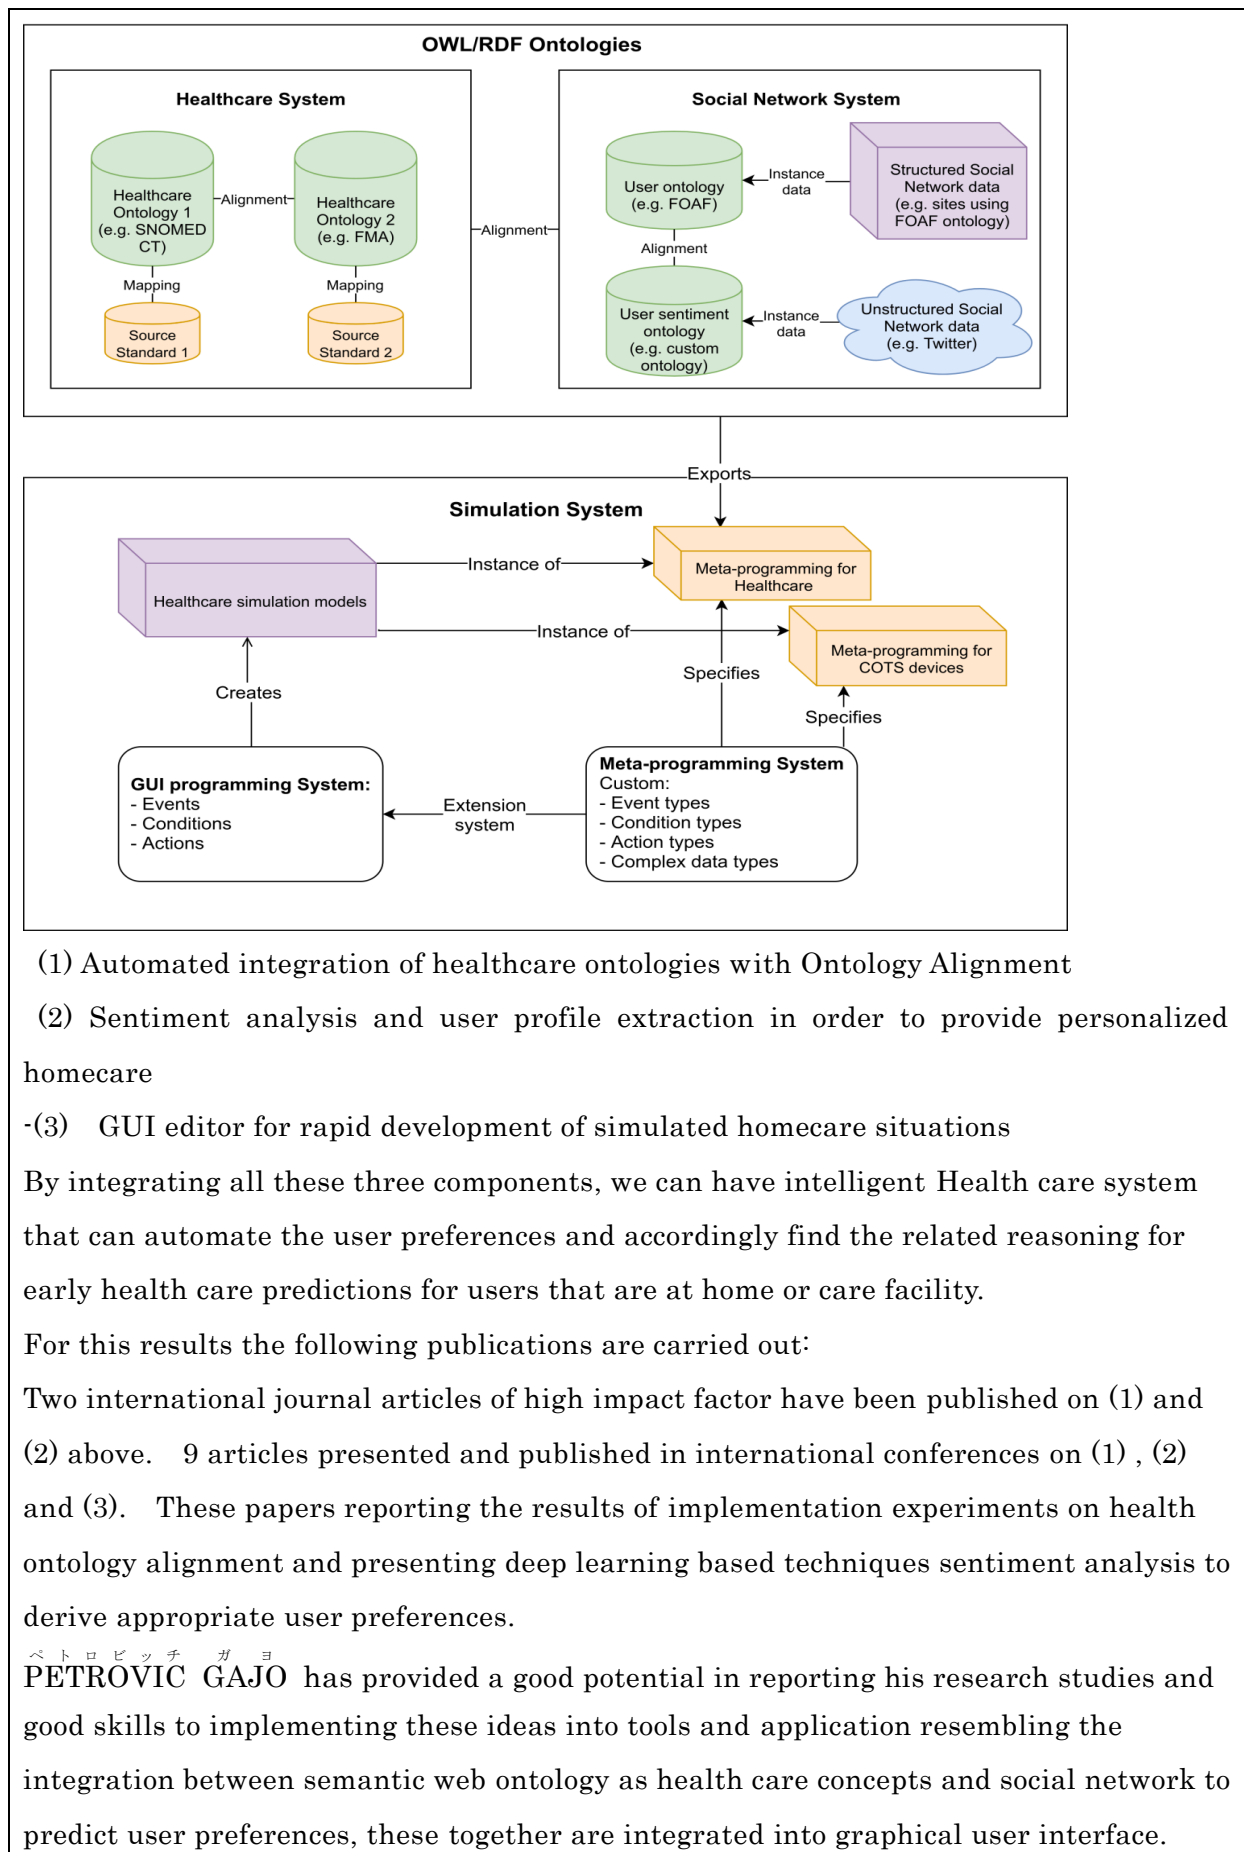 OWL/RDF Ontologies
Healthcare System
Healthcare
Ontology 1
(e.g. SNOMED
CT)
Alignment
Healthcare
Ontology 2
(e.g. FMA)
Mapping
Mapping
Source
Standard 1
Source
Standard 2
Alignment
Social Network System
User ontology
(e.g. FOAF)
Instance
data
Structured Social
Network data
(e.g. sites using
FOAF ontology)
Alignment
User sentiment
ontology
(e.g. custom
ontology)
Instance
data
Unstructured Social
Network data
(e.g. Twitter)
Exports
Simulation System
Healthcare simulation models
Instance of
Meta-programming for
Healthcare
Instance of
Meta-programming for
COTS devices
Creates
Specifies
Specifies
GUI programming System:
- Events
- Conditions
- Actions
Extension
system
Meta-programming System
Custom:
- Event types
- Condition types
- Action types
- Complex data types
(1) Automated integration of healthcare ontologies with Ontology Alignment
(2) Sentiment analysis and user profile extraction in order to provide personalized
homecare
-(3) GUI editor for rapid development of simulated homecare situations
By integrating all these three components, we can have intelligent Health care system
that can automate the user preferences and accordingly find the related reasoning for
early health care predictions for users that are at home or care facility.
For this results the following publications are carried out:
Two international journal articles of high impact factor have been published on (1) and
(2) above. 9 articles presented and published in international conferences on (1) , (2)
and (3). These papers reporting the results of implementation experiments on health
ontology alignment and presenting deep learning based techniques sentiment analysis to
derive appropriate user preferences.
ペトロビッチ ガヨ
PETROVIC GAJO has provided a good potential in reporting his research studies and
good skills to implementing these ideas into tools and application resembling the
integration between semantic web ontology as health care concepts and social network to
predict user preferences, these together are integrated into graphical user interface.